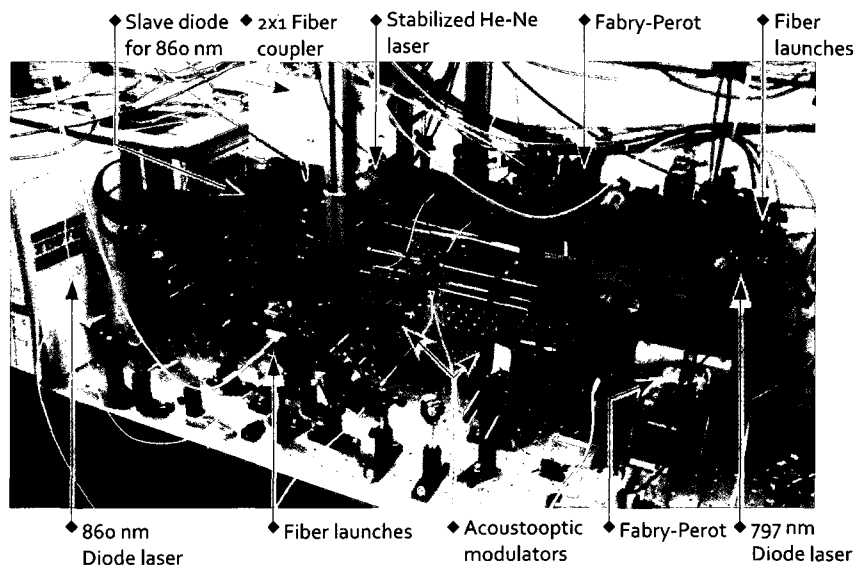 ◆ Slave diode
for 860 nm
◆ 2x1 Fiber
coupler
◆ Stabilized He-Ne
laser
◆ Fabry-Perot
◆ Fiber
launches
◆ 860 nm
Diode laser
◆ Fiber launches
◆ Acoustooptic
modulators
◆ Fabry-Perot
◆ 797 nm
Diode laser